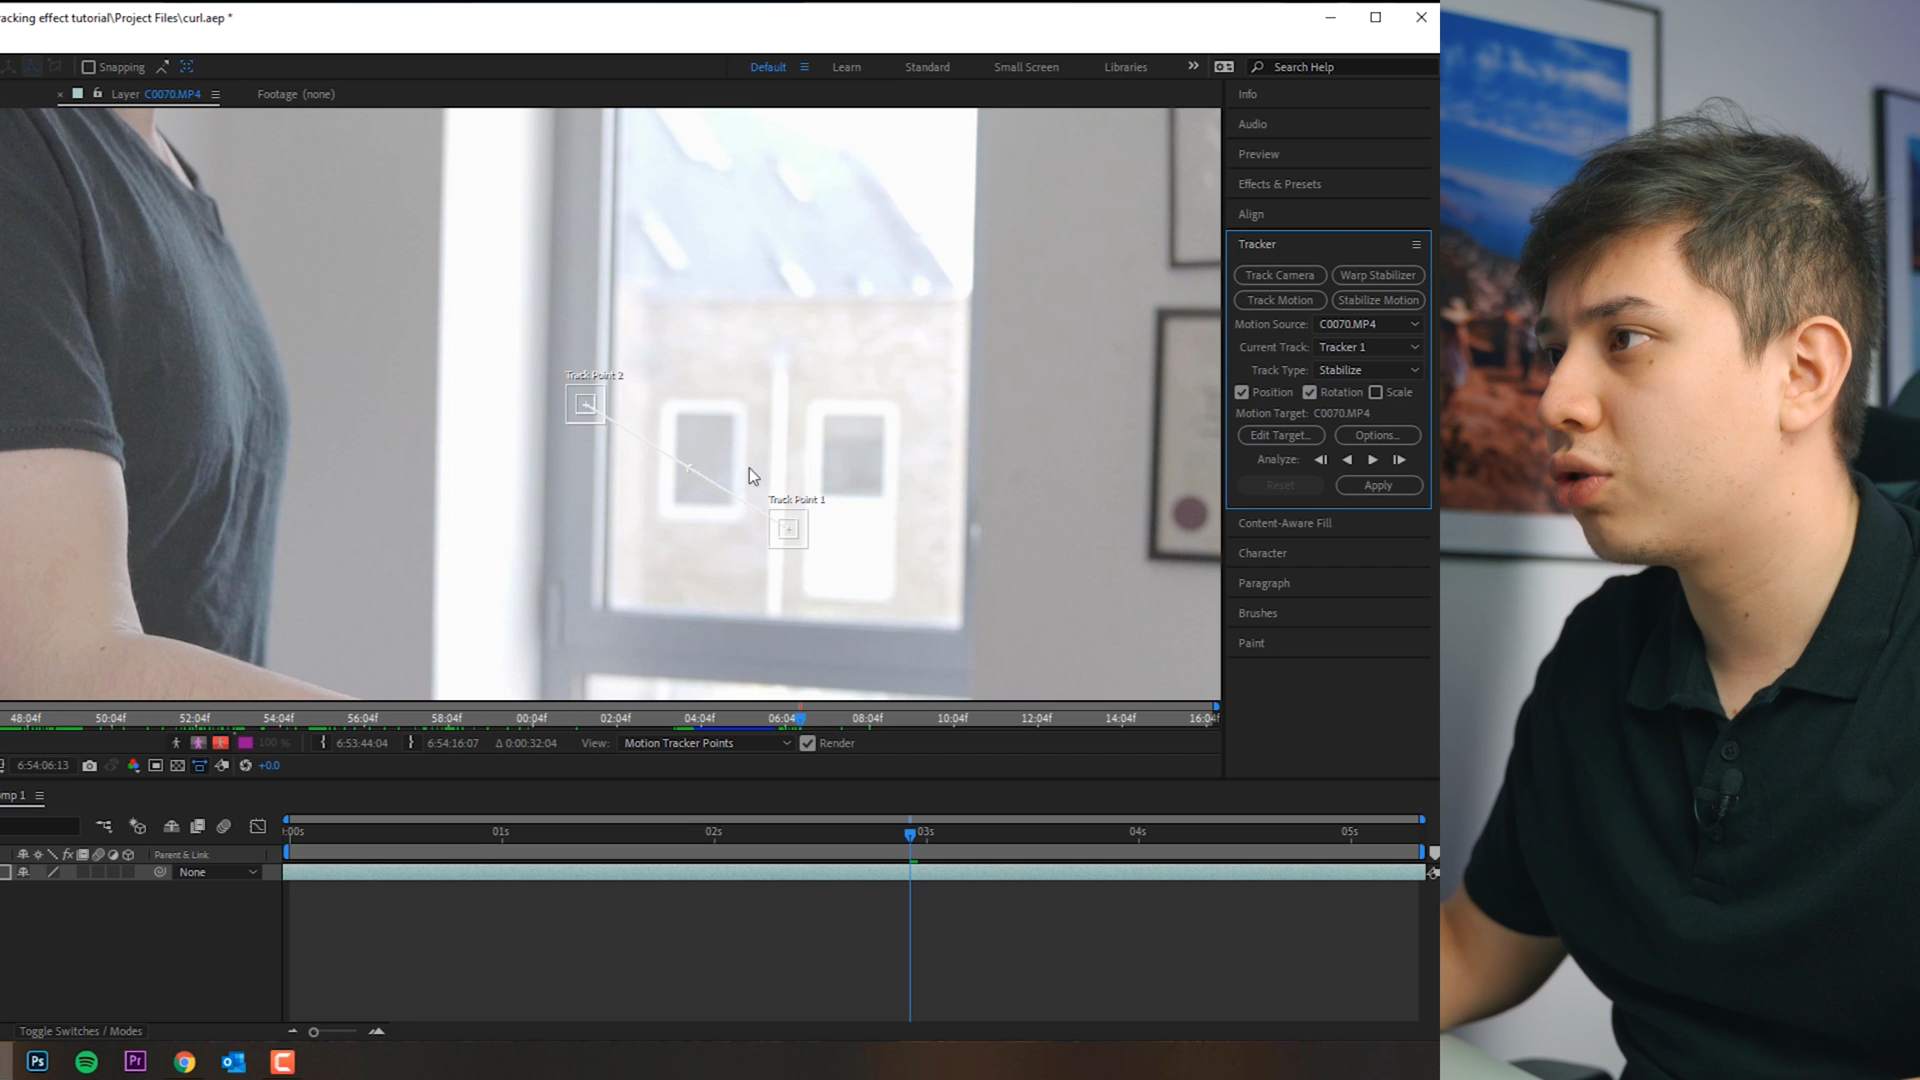 acking effect tutorial\Project Files\curl.aep *
Snapping
Default
Learn
Standard
Small Screen
Libraries
Search Help
Layer C0070.MP4
Footage (none)
Info
Audio
Preview
Effects & Presets
Align
Tracker
Track Camera
Warp Stabilizer
Track Motion
Stabilize Motion
Motion Source: C0070.MP4
Current Track: Tracker 1
Track Type: Stabilize
Position Rotation Scale
Motion Target: C0070.MP4
Edit Target...
Options...
Analyze:
Reset
Apply
Content-Aware Fill
Character
Paragraph
Brushes
Paint
Track Point 2
Track Point 1
48:04f 50:04f 52:04f 54:04f 56:04f 58:04f 00:04f 02:04f 04:04f 06:04 08:04f 10:04f 12:04f 14:04f 16:04f
100 %
6:53:44:04
6:54:16:07
Δ 0:00:32:04
View: Motion Tracker Points
Render
6:54:06:13
+0.0
mp 1
:00s 01s 02s 03s 04s 05s
fx
Parent & Link
None
Toggle Switches / Modes
Ps
Pr